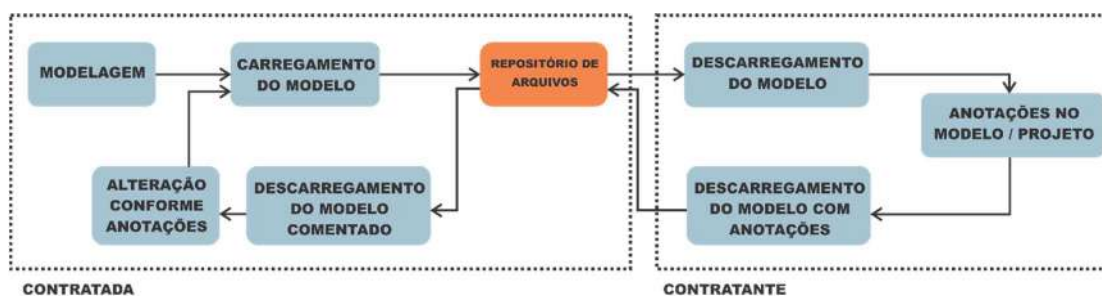 MODELAGEM
CARREGAMENTO
DO MODELO
REPOSITÓRIO DE
ARQUIVOS
DESCARREGAMENTO
DO MODELO
ANOTAÇÕES NO
MODELO / PROJETO
ALTERAÇÃO
CONFORME
ANOTAÇÕES
DESCARREGAMENTO
DO MODELO
COMENTADO
DESCARREGAMENTO
DO MODELO COM
ANOTAÇÕES
CONTRATADA
CONTRATANTE